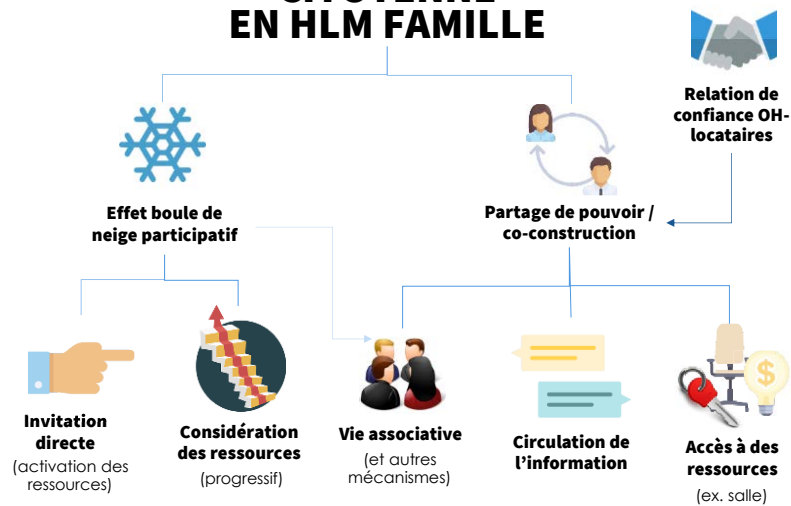 CITOYENNE
EN HLM FAMILLE
Relation de
confiance OH-
locataires
Effet boule de
neige participatif
Partage de pouvoir /
co-construction
Invitation
directe
(activation des
ressources)
Considération
des ressources
(progressif)
Vie associative
(et autres
mécanismes)
Circulation de
l’information
Accès à des
ressources
(ex. salle)
$